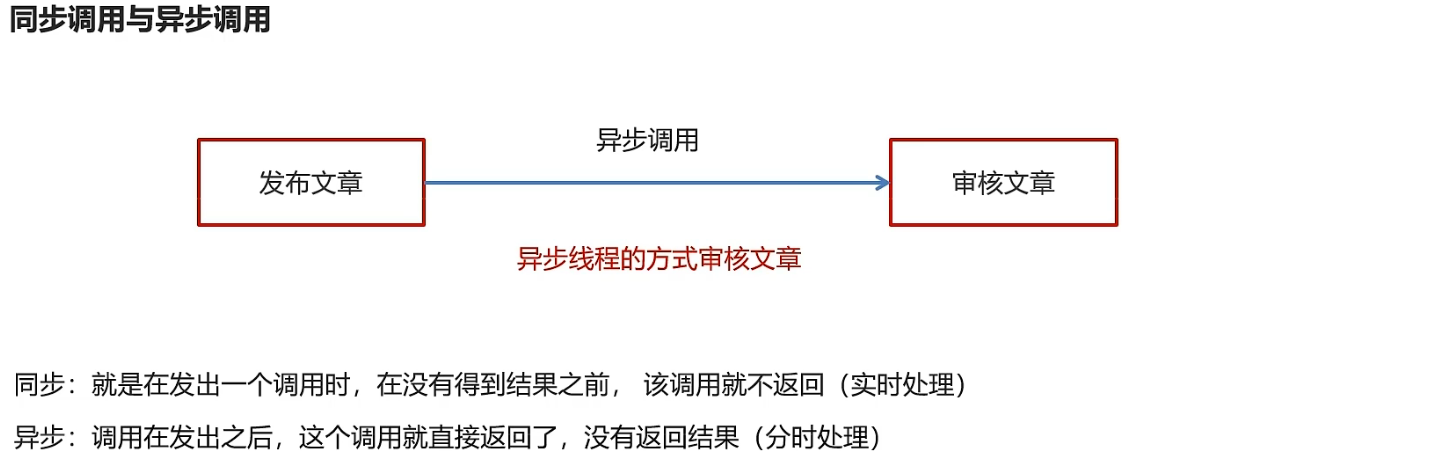 同步调用与异步调用
异步调用
发布文章
审核文章
异步线程的方式审核文章
同步：就是在发出一个调用时，在没有得到结果之前， 该调用就不返回（实时处理）
异步：调用在发出之后，这个调用就直接返回了，没有返回结果（分时处理）